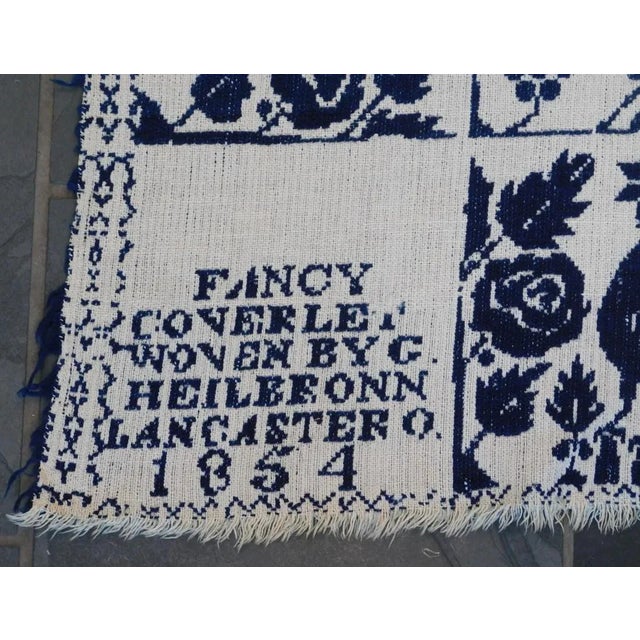 FANCY
COVERLET
WOVEN BY G.
HEILBRONN
LANCASTER O.
1854